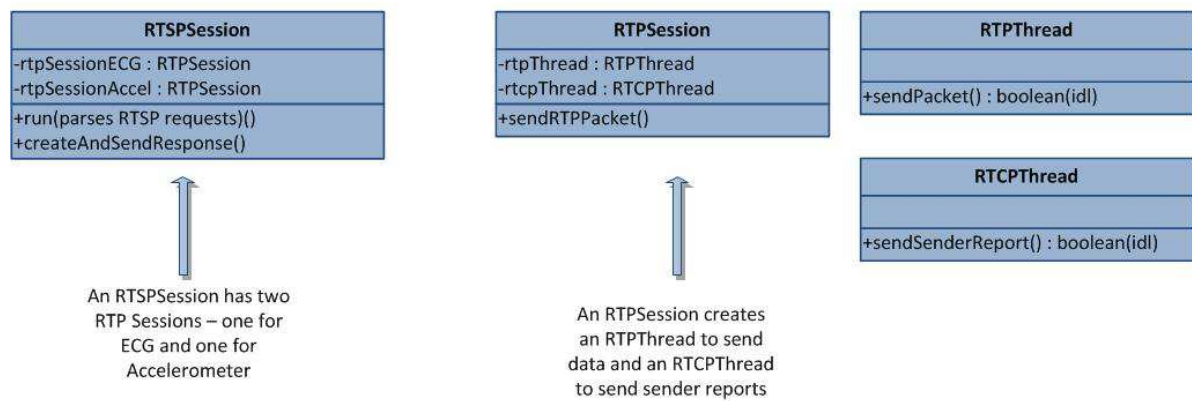 RTSPSession
-rtpSessionECG : RTPSession
-rtpSessionAccel : RTPSession
+run(parses RTSP requests)()
+createAndSendResponse()
An RTSPSession has two
RTP Sessions – one for
ECG and one for
Accelerometer
RTPSession
-rtpThread : RTPThread
-rtcpThread : RTCPThread
+sendRTPPacket()
An RTPSession creates
an RTPThread to send
data and an RTCPThread
to send sender reports
RTPThread
+sendPacket() : boolean(idl)
RTCPThread
+sendSenderReport() : boolean(idl)